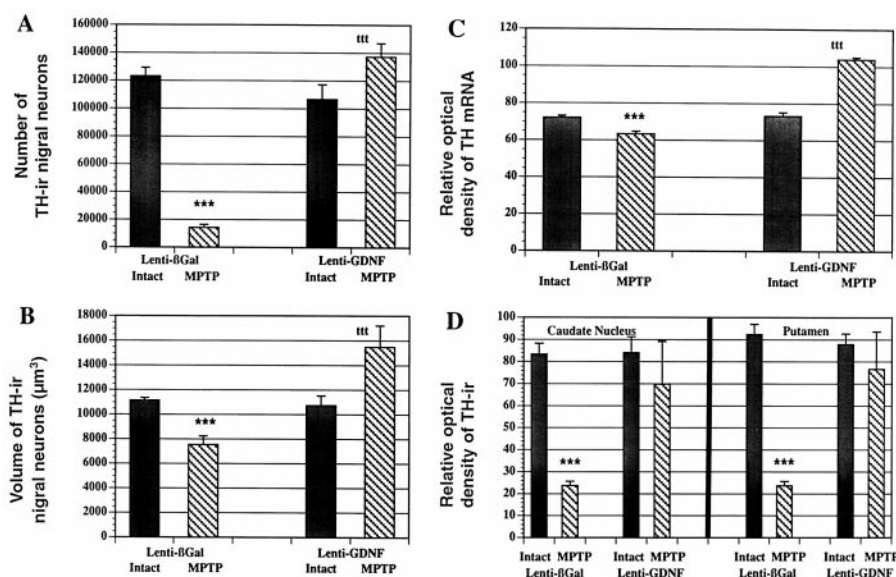 A
Number of
TH-ir nigral neurons
160000
140000
120000
100000
80000
60000
40000
20000
0
***
ttt
Lenti-ßGal
Lenti-GDNF
Intact MPTP
Intact MPTP
B
Volume of TH-ir
nigral neurons (µm³)
18000
16000
14000
12000
10000
8000
6000
4000
2000
0
***
ttt
Lenti-ßGal
Lenti-GDNF
Intact MPTP
Intact MPTP
C
Relative optical
density of TH mRNA
120
100
80
60
40
20
0
***
ttt
Lenti-ßGal
Lenti-GDNF
Intact MPTP
Intact MPTP
D
Relative optical
density of TH-ir
100
90
80
70
60
50
40
30
20
10
0
Caudate Nucleus
Putamen
***
***
Intact MPTP Intact MPTP
Intact MPTP Intact MPTP
Lenti-ßGal Lenti-GDNF
Lenti-ßGal Lenti-GDNF